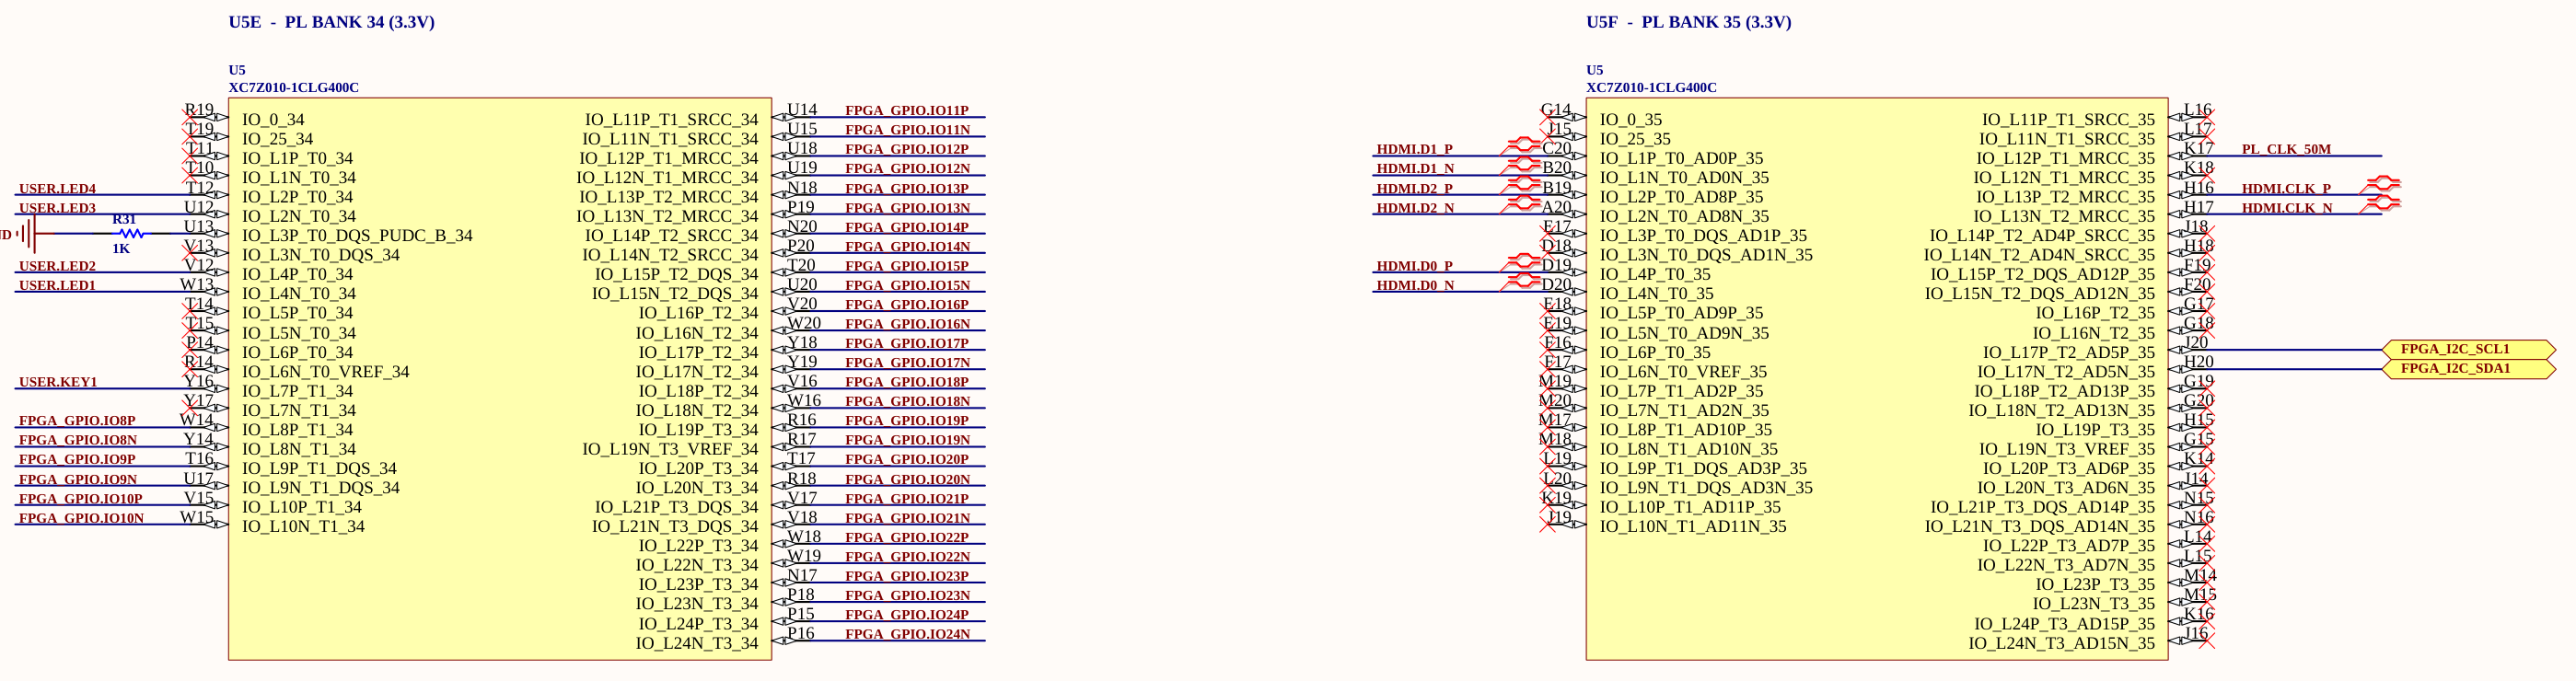 U5E - PL BANK 34 (3.3V)
U5
XC7Z010-1CLG400C
R19 IO_0_34 IO_L11P_T1_SRCC_34 U14 FPGA_GPIO.IO11P
T19 IO_25_34 IO_L11N_T1_SRCC_34 U15 FPGA_GPIO.IO11N
T11 IO_L1P_T0_34 IO_L12P_T1_MRCC_34 U18 FPGA_GPIO.IO12P
T10 IO_L1N_T0_34 IO_L12N_T1_MRCC_34 U19 FPGA_GPIO.IO12N
USER.LED4 T12 IO_L2P_T0_34 IO_L13P_T2_MRCC_34 N18 FPGA_GPIO.IO13P
USER.LED3 U12 IO_L2N_T0_34 IO_L13N_T2_MRCC_34 P19 FPGA_GPIO.IO13N
R31
1K
U13 IO_L3P_T0_DQS_PUDC_B_34 IO_L14P_T2_SRCC_34 N20 FPGA_GPIO.IO14P
V13 IO_L3N_T0_DQS_34 IO_L14N_T2_SRCC_34 P20 FPGA_GPIO.IO14N
USER.LED2 V12 IO_L4P_T0_34 IO_L15P_T2_DQS_34 T20 FPGA_GPIO.IO15P
USER.LED1 W13 IO_L4N_T0_34 IO_L15N_T2_DQS_34 U20 FPGA_GPIO.IO15N
T14 IO_L5P_T0_34 IO_L16P_T2_34 V20 FPGA_GPIO.IO16P
T15 IO_L5N_T0_34 IO_L16N_T2_34 W20 FPGA_GPIO.IO16N
P14 IO_L6P_T0_34 IO_L17P_T2_34 Y18 FPGA_GPIO.IO17P
R14 IO_L6N_T0_VREF_34 IO_L17N_T2_34 Y19 FPGA_GPIO.IO17N
USER.KEY1 Y16 IO_L7P_T1_34 IO_L18P_T2_34 V16 FPGA_GPIO.IO18P
Y17 IO_L7N_T1_34 IO_L18N_T2_34 W16 FPGA_GPIO.IO18N
FPGA_GPIO.IO8P W14 IO_L8P_T1_34 IO_L19P_T3_34 R16 FPGA_GPIO.IO19P
FPGA_GPIO.IO8N Y14 IO_L8N_T1_34 IO_L19N_T3_VREF_34 R17 FPGA_GPIO.IO19N
FPGA_GPIO.IO9P T16 IO_L9P_T1_DQS_34 IO_L20P_T3_34 T17 FPGA_GPIO.IO20P
FPGA_GPIO.IO9N U17 IO_L9N_T1_DQS_34 IO_L20N_T3_34 R18 FPGA_GPIO.IO20N
FPGA_GPIO.IO10P V15 IO_L10P_T1_34 IO_L21P_T3_DQS_34 V17 FPGA_GPIO.IO21P
FPGA_GPIO.IO10N W15 IO_L10N_T1_34 IO_L21N_T3_DQS_34 V18 FPGA_GPIO.IO21N
IO_L22P_T3_34 W18 FPGA_GPIO.IO22P
IO_L22N_T3_34 W19 FPGA_GPIO.IO22N
IO_L23P_T3_34 N17 FPGA_GPIO.IO23P
IO_L23N_T3_34 P18 FPGA_GPIO.IO23N
IO_L24P_T3_34 P15 FPGA_GPIO.IO24P
IO_L24N_T3_34 P16 FPGA_GPIO.IO24N
U5F - PL BANK 35 (3.3V)
U5
XC7Z010-1CLG400C
G14 IO_0_35 IO_L11P_T1_SRCC_35 L16
J15 IO_25_35 IO_L11N_T1_SRCC_35 L17
HDMI.D1_P C20 IO_L1P_T0_AD0P_35 IO_L12P_T1_MRCC_35 K17 PL_CLK_50M
HDMI.D1_N B20 IO_L1N_T0_AD0N_35 IO_L12N_T1_MRCC_35 K18
HDMI.D2_P B19 IO_L2P_T0_AD8P_35 IO_L13P_T2_MRCC_35 H16 HDMI.CLK_P
HDMI.D2_N A20 IO_L2N_T0_AD8N_35 IO_L13N_T2_MRCC_35 H17 HDMI.CLK_N
E17 IO_L3P_T0_DQS_AD1P_35 IO_L14P_T2_AD4P_SRCC_35 J18
D18 IO_L3N_T0_DQS_AD1N_35 IO_L14N_T2_AD4N_SRCC_35 H18
HDMI.D0_P D19 IO_L4P_T0_35 IO_L15P_T2_DQS_AD12P_35 F19
HDMI.D0_N D20 IO_L4N_T0_35 IO_L15N_T2_DQS_AD12N_35 F20
E18 IO_L5P_T0_AD9P_35 IO_L16P_T2_35 G17
E19 IO_L5N_T0_AD9N_35 IO_L16N_T2_35 G18
F16 IO_L6P_T0_35 IO_L17P_T2_AD5P_35 J20 FPGA_I2C_SCL1
F17 IO_L6N_T0_VREF_35 IO_L17N_T2_AD5N_35 H20 FPGA_I2C_SDA1
M19 IO_L7P_T1_AD2P_35 IO_L18P_T2_AD13P_35 G19
M20 IO_L7N_T1_AD2N_35 IO_L18N_T2_AD13N_35 G20
M17 IO_L8P_T1_AD10P_35 IO_L19P_T3_35 H15
M18 IO_L8N_T1_AD10N_35 IO_L19N_T3_VREF_35 G15
L19 IO_L9P_T1_DQS_AD3P_35 IO_L20P_T3_AD6P_35 K14
L20 IO_L9N_T1_DQS_AD3N_35 IO_L20N_T3_AD6N_35 J14
K19 IO_L10P_T1_AD11P_35 IO_L21P_T3_DQS_AD14P_35 N15
J19 IO_L10N_T1_AD11N_35 IO_L21N_T3_DQS_AD14N_35 N16
IO_L22P_T3_AD7P_35 L14
IO_L22N_T3_AD7N_35 L15
IO_L23P_T3_35 M14
IO_L23N_T3_35 M15
IO_L24P_T3_AD15P_35 K16
IO_L24N_T3_AD15N_35 J16